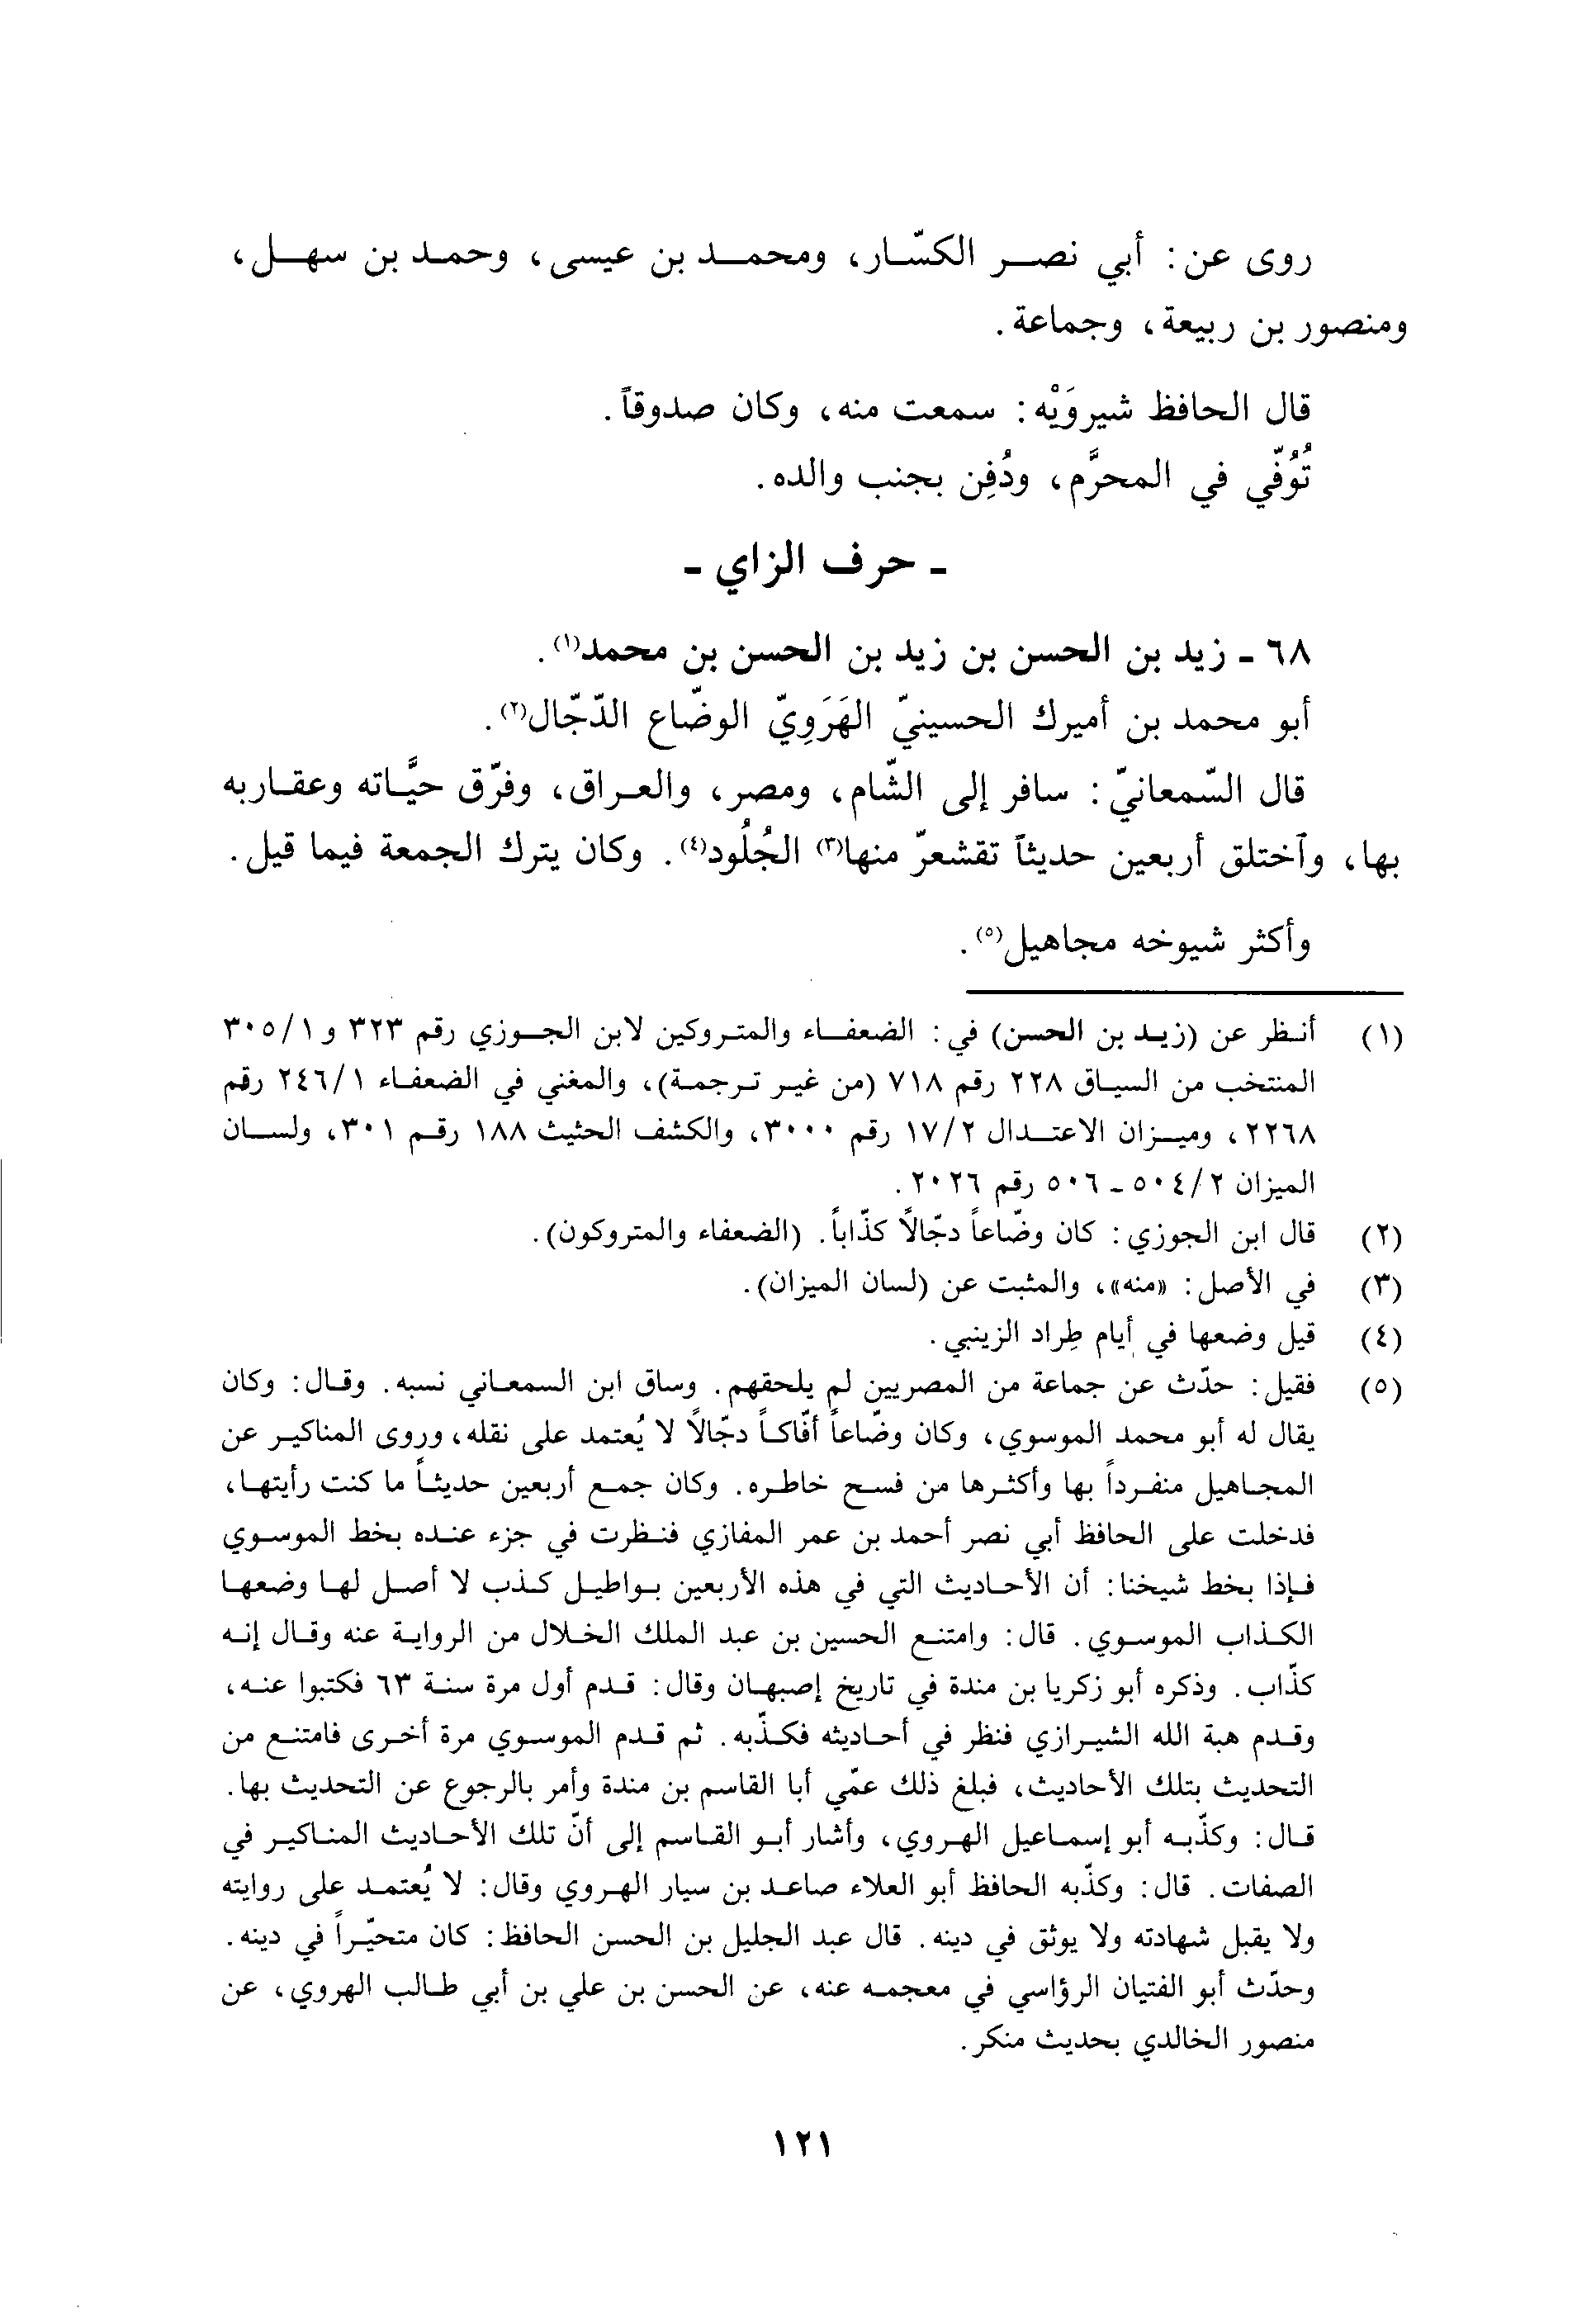 روى عن: أبي نصر الكسّار، ومحمد بن عيسى، وحمد بن سهل،
ومنصور بن ربيعة، وجماعة.
قال الحافظ شيروَيْه: سمعت منه، وكان صدوقاً.
تُوُفّي في المحرَّم، ودُفِن بجنب والده.
- حرف الزاي -
٦٨ - زيد بن الحسن بن زيد بن الحسن بن محمد(١).
أبو محمد بن أميرك الحسينيّ الهَرَوِيّ الوضّاع الدّجّال(٢).
قال السّمعانيّ: سافر إلى الشّام، ومصر، والعراق، وفرّق حيَّاته وعقاربه
بها، وآختلق أربعين حديثاً تقشعرّ منها(٣) الجُلُود(٤). وكان يترك الجمعة فيما قيل.
وأكثر شيوخه مجاهيل(٥).
(١) أنظر عن (زيد بن الحسن) في: الضعفاء والمتروكين لابن الجوزي رقم ٣٢٣ و ٣٠٥/١
المنتخب من السياق ٢٢٨ رقم ٧١٨ (من غير ترجمة)، والمغني في الضعفاء ٢٤٦/١ رقم
٢٢٦٨، وميزان الاعتدال ١٧/٢ رقم ٣٠٠٠، والكشف الحثيث ١٨٨ رقم ٣٠١، ولسان
الميزان ٥٠٤/٢ - ٥٠٦ رقم ٢٠٢٦.
(٢) قال ابن الجوزي: كان وضّاعاً دجّالاً كذّاباً. (الضعفاء والمتروكون).
(٣) في الأصل: «منه»، والمثبت عن (لسان الميزان).
(٤) قيل وضعها في أيام طِراد الزينبي.
(٥) فقيل: حدّث عن جماعة من المصريين لم يلحقهم. وساق ابن السمعاني نسبه. وقال: وكان
يقال له أبو محمد الموسوي، وكان وضّاعاً أفّاكاً دجّالاً لا يُعتمد على نقله، وروى المناكير عن
المجاهيل منفرداً بها وأكثرها من فسح خاطره. وكان جمع أربعين حديثاً ما كنت رأيتها،
فدخلت على الحافظ أبي نصر أحمد بن عمر المفازي فنظرت في جزء عنده بخط الموسوي
فإذا بخط شيخنا: أن الأحاديث التي في هذه الأربعين بواطيل كذب لا أصل لها وضعها
الكذاب الموسوي. قال: وامتنع الحسين بن عبد الملك الخلال من الرواية عنه وقال إنه
كذّاب. وذكره أبو زكريا بن مندة في تاريخ إصبهان وقال: قدم أول مرة سنة ٦٣ فكتبوا عنه،
وقدم هبة الله الشيرازي فنظر في أحاديثه فكذّبه. ثم قدم الموسوي مرة أخرى فامتنع من
التحديث بتلك الأحاديث، فبلغ ذلك عمّي أبا القاسم بن مندة وأمر بالرجوع عن التحديث بها.
قال: وكذّبه أبو إسماعيل الهروي، وأشار أبو القاسم إلى أنّ تلك الأحاديث المناكير في
الصفات. قال: وكذّبه الحافظ أبو العلاء صاعد بن سيار الهروي وقال: لا يُعتمد على روايته
ولا يقبل شهادته ولا يوثق في دينه. قال عبد الجليل بن الحسن الحافظ: كان متحيّراً في دينه.
وحدّث أبو الفتيان الرؤاسي في معجمه عنه، عن الحسن بن علي بن أبي طالب الهروي، عن
منصور الخالدي بحديث منكر.
١٢١